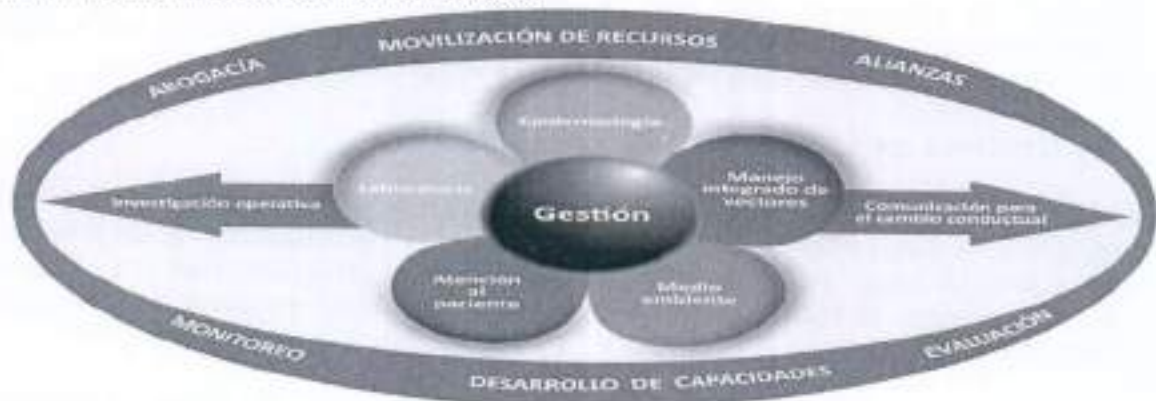 MOVILIZACIÓN DE RECURSOS
ABOGACÍA
ALIANZAS
Epidemiología
Laboratorio
Manejo
integrado de
vectores
Investigación operativa
Gestión
Comunicación para
el cambio conductual
Atención
al
paciente
Medio
ambiente
MONITOREO
EVALUACIÓN
DESARROLLO DE CAPACIDADES